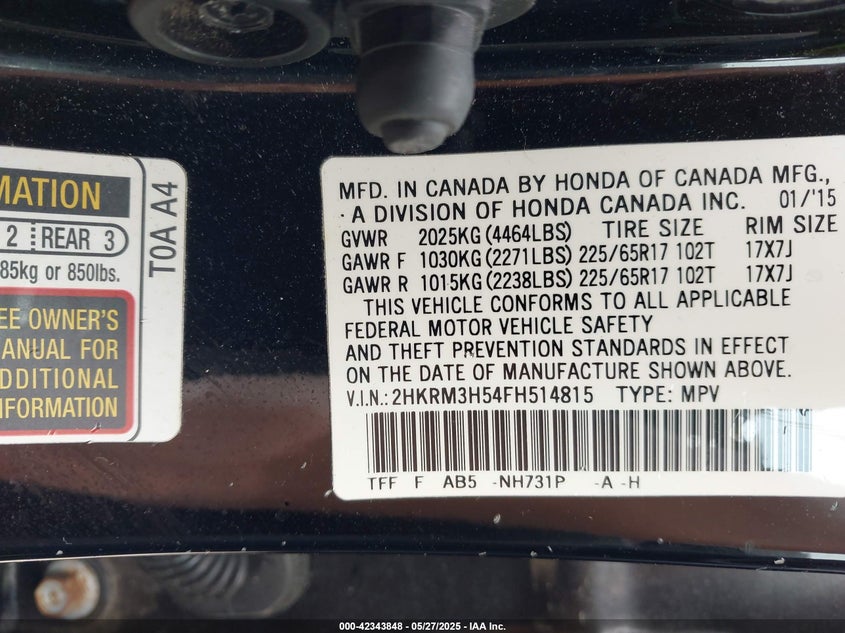 MATION
2 REAR 3
85kg or 850lbs.
EE OWNER'S
ANUAL FOR
DDITIONAL
NFORMATION
T0A A4
MFD. IN CANADA BY HONDA OF CANADA MFG.,
A DIVISION OF HONDA CANADA INC. 01/'15
GVWR 2025KG (4464LBS) TIRE SIZE RIM SIZE
GAWR F 1030KG (2271LBS) 225/65R17 102T 17X7J
GAWR R 1015KG (2238LBS) 225/65R17 102T 17X7J
THIS VEHICLE CONFORMS TO ALL APPLICABLE
FEDERAL MOTOR VEHICLE SAFETY
AND THEFT PREVENTION STANDARDS IN EFFECT
ON THE DATE OF MANUFACTURE SHOWN ABOVE.
V.I.N.: 2HKRM3H54FH514815 TYPE: MPV
TFF F AB5 -NH731P -A -H
000-42343848 - 05/27/2025 - IAA Inc.